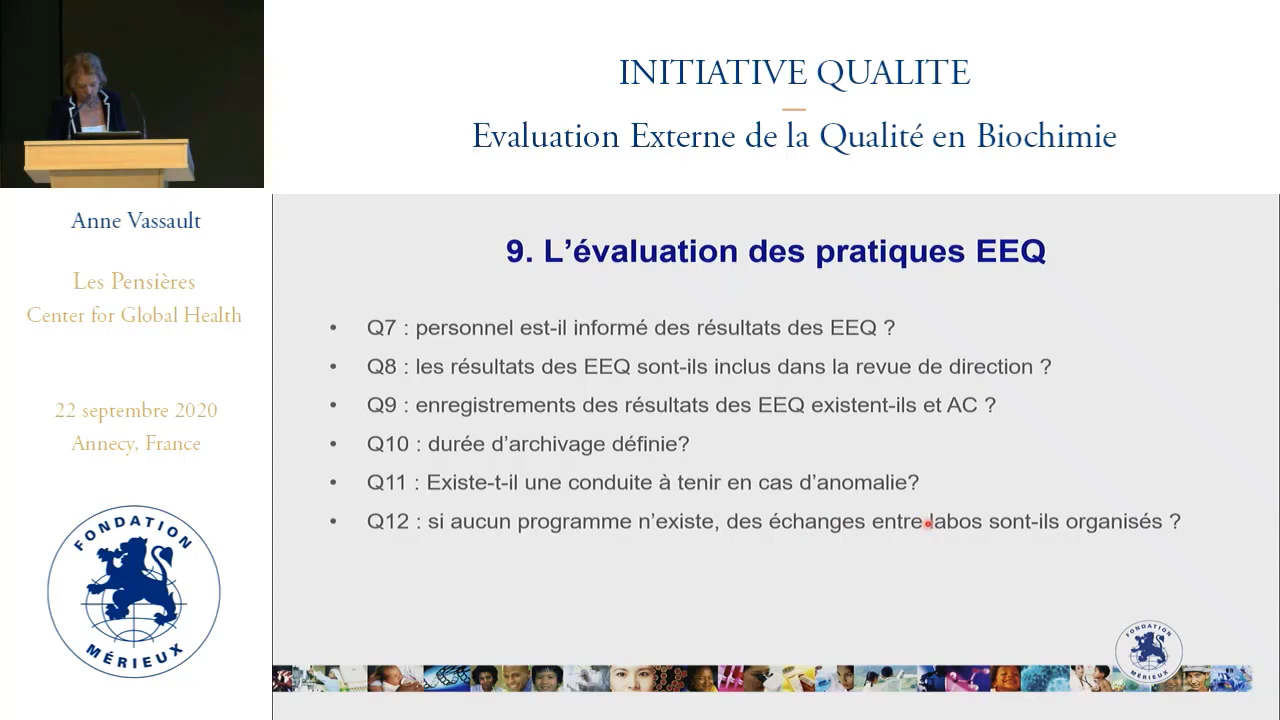 INITIATIVE QUALITE
Evaluation Externe de la Qualité en Biochimie
Anne Vassault
Les Pensières
Center for Global Health
22 septembre 2020
Annecy, France
FONDATION
MÉRIEUX
9. L’évaluation des pratiques EEQ
• Q7 : personnel est-il informé des résultats des EEQ ?
• Q8 : les résultats des EEQ sont-ils inclus dans la revue de direction ?
• Q9 : enregistrements des résultats des EEQ existent-ils et AC ?
• Q10 : durée d’archivage définie?
• Q11 : Existe-t-il une conduite à tenir en cas d’anomalie?
• Q12 : si aucun programme n’existe, des échanges entre labos sont-ils organisés ?
FONDATION
MÉRIEUX